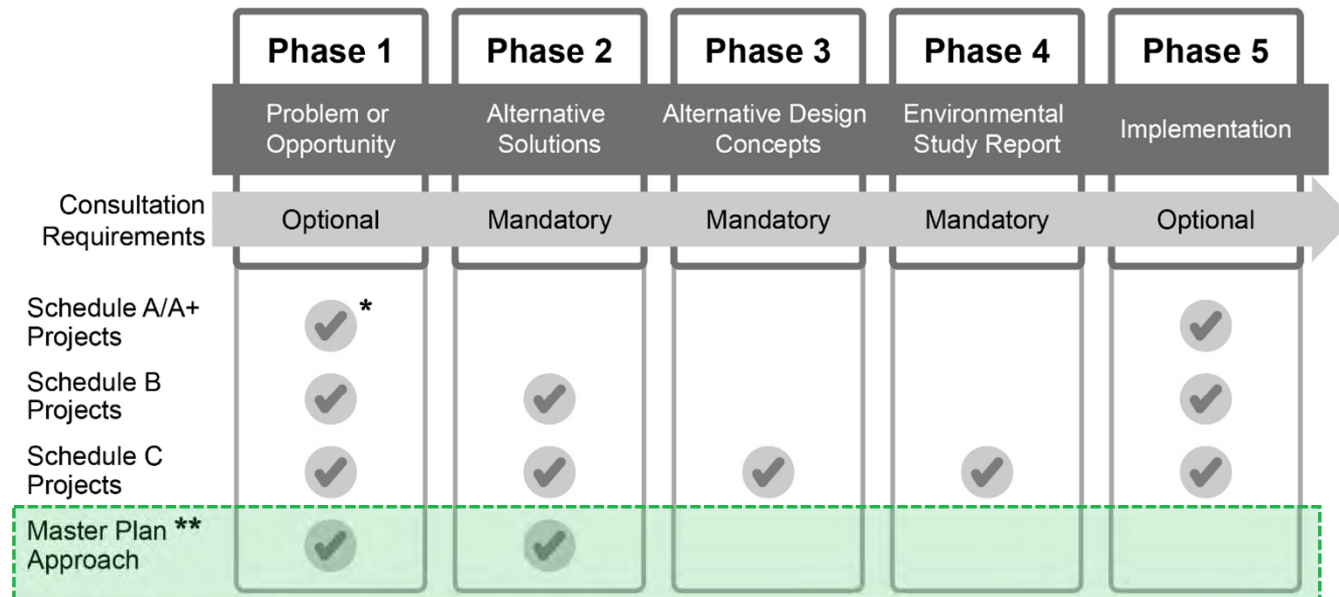 Phase 1 Phase 2 Phase 3 Phase 4 Phase 5
Problem or Opportunity
Alternative Solutions
Alternative Design Concepts
Environmental Study Report
Implementation
Consultation Requirements
Optional Mandatory Mandatory Mandatory Optional
Schedule A/A+ *
Projects
Schedule B
Projects
Schedule C
Projects
Master Plan **
Approach